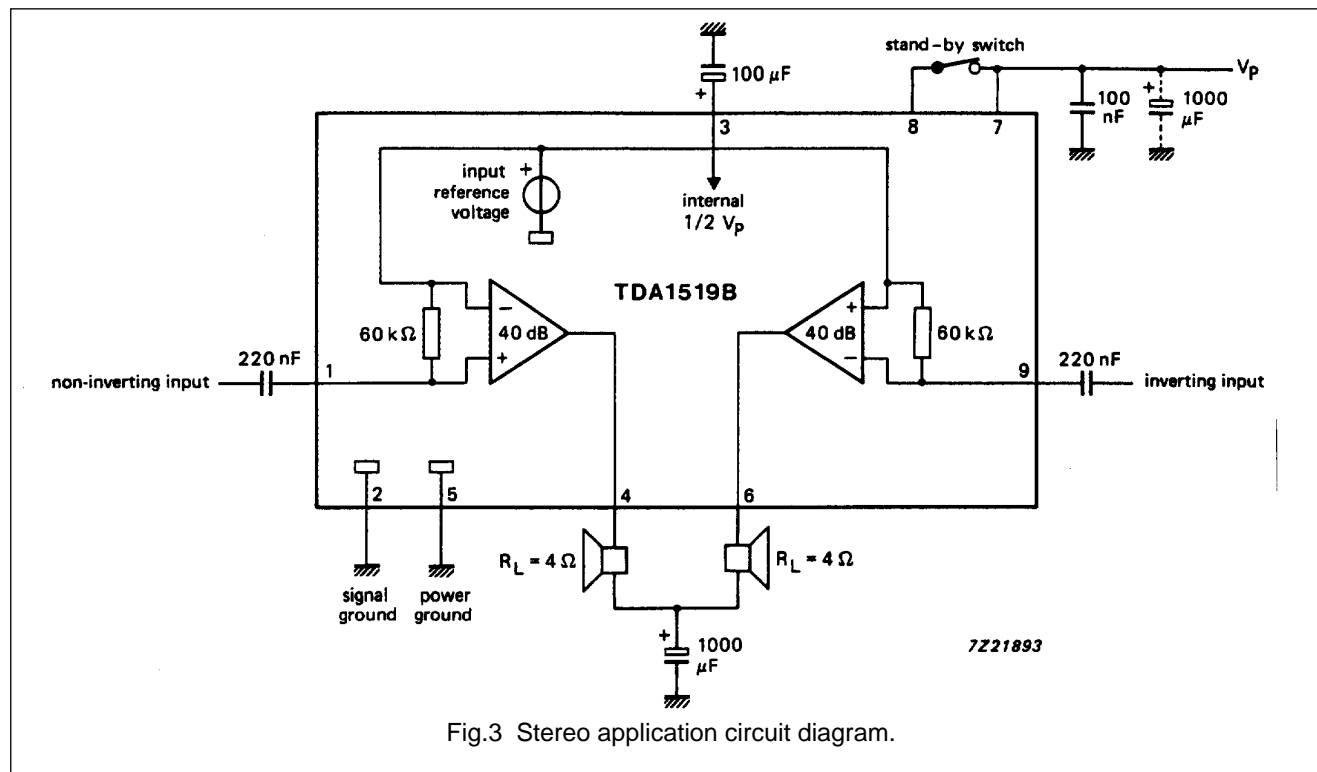 stand-by switch
100 µF
+
Vp
+
8
7
100
nF
1000
µF
3
+
input
reference
voltage
internal
1/2 Vp
TDA1519B
−
60 kΩ
40 dB
+
+
40 dB
−
60 kΩ
220 nF
non-inverting input
1
9
220 nF
inverting input
2
5
4
6
RL = 4 Ω
RL = 4 Ω
signal
ground
power
ground
+
1000
µF
7Z21893
Fig.3 Stereo application circuit diagram.